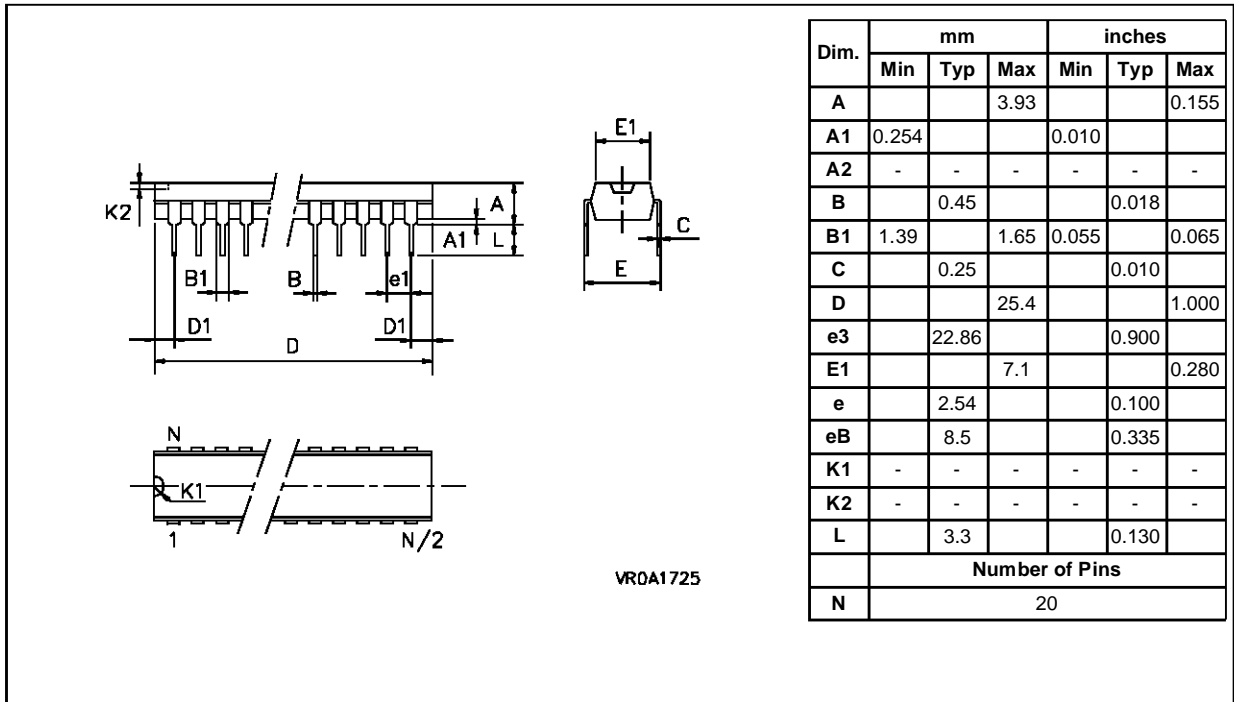 K2
A
A1
L
B1
B
e1
D1
D1
D
E1
C
E
N
K1
1
N/2
VR0A1725
Dim. mm inches
Min Typ Max Min Typ Max
A 3.93 0.155
A1 0.254 0.010
A2 - - - - - -
B 0.45 0.018
B1 1.39 1.65 0.055 0.065
C 0.25 0.010
D 25.4 1.000
e3 22.86 0.900
E1 7.1 0.280
e 2.54 0.100
eB 8.5 0.335
K1 - - - - - -
K2 - - - - - -
L 3.3 0.130
Number of Pins
N 20